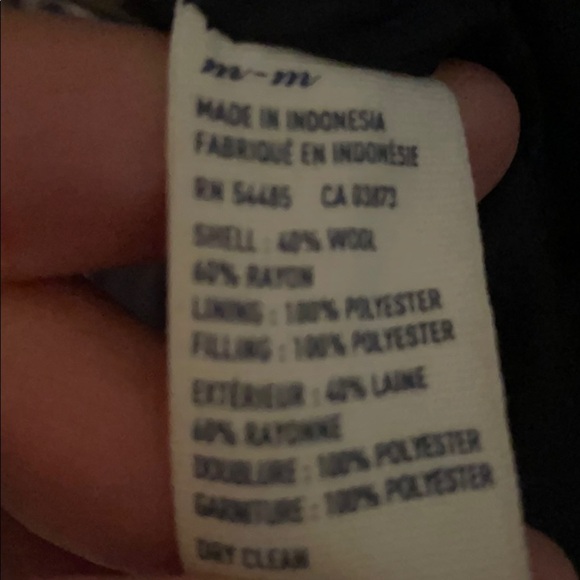 m-m
MADE IN INDONESIA
FABRIQUÉ EN INDONÉSIE
RN 54485 CA 03873
SHELL : 40% WOOL
60% RAYON
LINING : 100% POLYESTER
FILLING : 100% POLYESTER
EXTÉRIEUR : 40% LAINE
60% RAYONNE
DOUBLURE : 100% POLYESTER
GARNITURE : 100% POLYESTER
DRY CLEAN